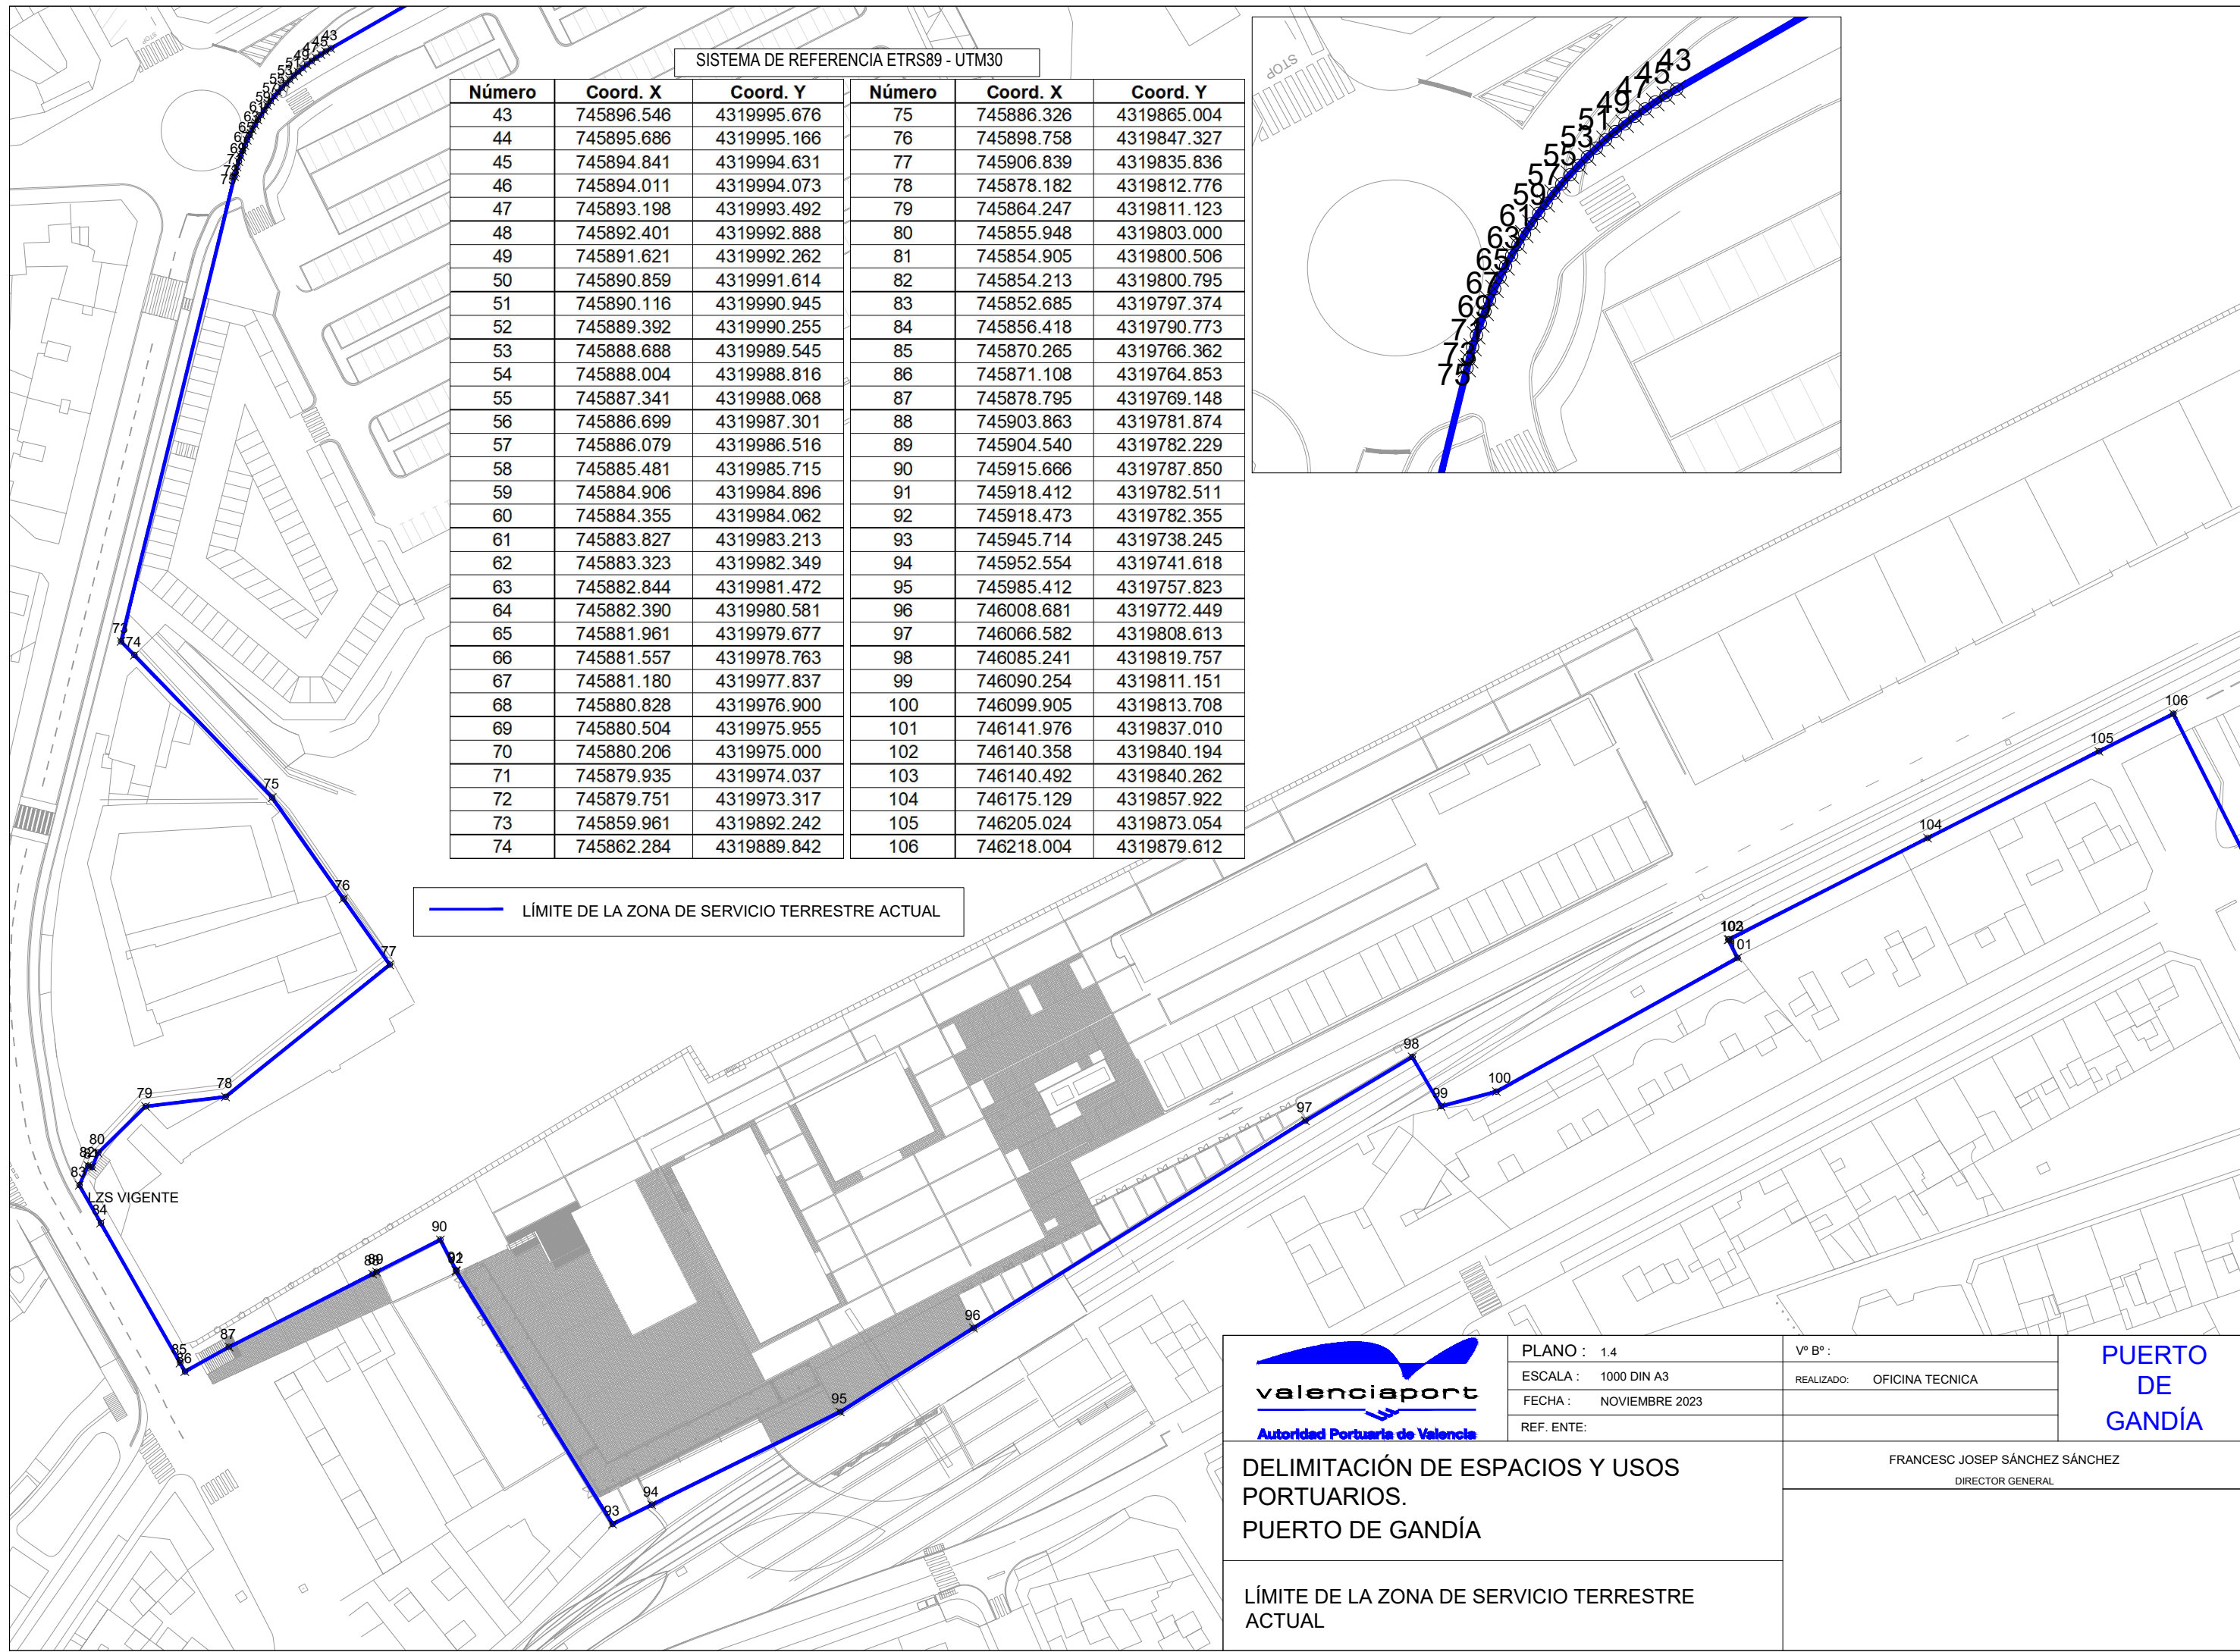 SISTEMA DE REFERENCIA ETRS89 - UTM30
Número Coord. X Coord. Y Número Coord. X Coord. Y
43 745896.546 4319995.676 75 745886.326 4319865.004
44 745895.686 4319995.166 76 745898.758 4319847.327
45 745894.841 4319994.631 77 745906.839 4319835.836
46 745894.011 4319994.073 78 745878.182 4319812.776
47 745893.198 4319993.492 79 745864.247 4319811.123
48 745892.401 4319992.888 80 745855.948 4319803.000
49 745891.621 4319992.262 81 745854.905 4319800.506
50 745890.859 4319991.614 82 745854.213 4319800.795
51 745890.116 4319990.945 83 745852.685 4319797.374
52 745889.392 4319990.255 84 745856.418 4319790.773
53 745888.688 4319989.545 85 745870.265 4319766.362
54 745888.004 4319988.816 86 745871.108 4319764.853
55 745887.341 4319988.068 87 745878.795 4319769.148
56 745886.699 4319987.301 88 745903.863 4319781.874
57 745886.079 4319986.516 89 745904.540 4319782.229
58 745885.481 4319985.715 90 745915.666 4319787.850
59 745884.906 4319984.896 91 745918.412 4319782.511
60 745884.355 4319984.062 92 745918.473 4319782.355
61 745883.827 4319983.213 93 745945.714 4319738.245
62 745883.323 4319982.349 94 745952.554 4319741.618
63 745882.844 4319981.472 95 745985.412 4319757.823
64 745882.390 4319980.581 96 746008.681 4319772.449
65 745881.961 4319979.677 97 746066.582 4319808.613
66 745881.557 4319978.763 98 746085.241 4319819.757
67 745881.180 4319977.837 99 746090.254 4319811.151
68 745880.828 4319976.900 100 746099.905 4319813.708
69 745880.504 4319975.955 101 746141.976 4319837.010
70 745880.206 4319975.000 102 746140.358 4319840.194
71 745879.935 4319974.037 103 746140.492 4319840.262
72 745879.751 4319973.317 104 746175.129 4319857.922
73 745859.961 4319892.242 105 746205.024 4319873.054
74 745862.284 4319889.842 106 746218.004 4319879.612
LÍMITE DE LA ZONA DE SERVICIO TERRESTRE ACTUAL
STOP
43
45
47
49
51
53
55
57
59
61
63
65
67
69
71
73
75
73
74
75
76
77
78
79
80
82
83
LZS VIGENTE
84
85
86
87
88
89
90
91
92
93
94
95
96
97
98
99
100
101
102
104
105
106
valenciaport
Autoridad Portuaria de Valencia
PLANO : 1.4
ESCALA : 1000 DIN A3
FECHA : NOVIEMBRE 2023
REF. ENTE:
Vº Bº :
REALIZADO: OFICINA TECNICA
PUERTO
DE
GANDÍA
DELIMITACIÓN DE ESPACIOS Y USOS
PORTUARIOS.
PUERTO DE GANDÍA
FRANCESC JOSEP SÁNCHEZ SÁNCHEZ
DIRECTOR GENERAL
LÍMITE DE LA ZONA DE SERVICIO TERRESTRE
ACTUAL